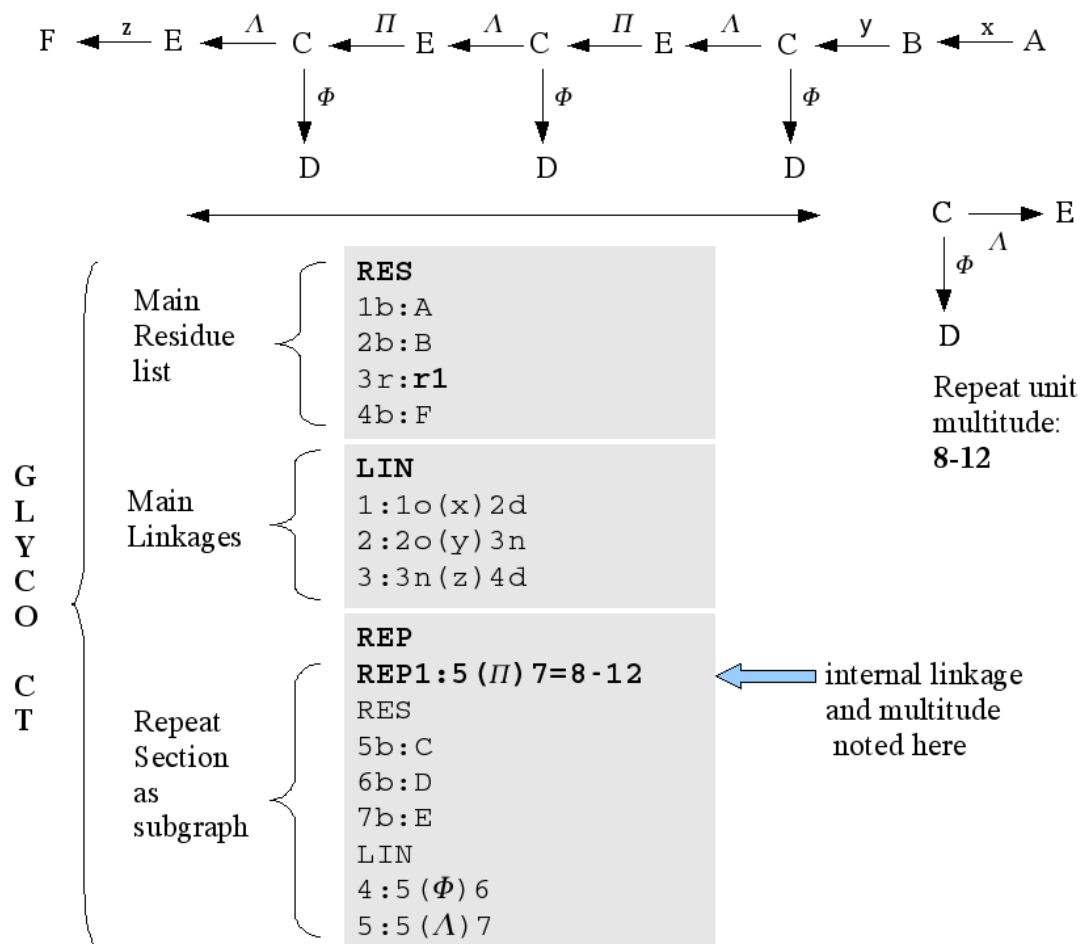 z Λ Π Λ Π Λ y x
F E C E C E C B A
Φ Φ Φ
D D D
C E
Λ
Φ
D
Repeat unit
multitude:
8-12
G
L
Y
C
O
C
T
Main
Residue
list
RES
1b:A
2b:B
3r:r1
4b:F
Main
Linkages
LIN
1:1o(x)2d
2:2o(y)3n
3:3n(z)4d
Repeat
Section
as
subgraph
REP
REP1:5(Π)7=8-12
RES
5b:C
6b:D
7b:E
LIN
4:5(Φ)6
5:5(Λ)7
internal linkage
and multitude
noted here